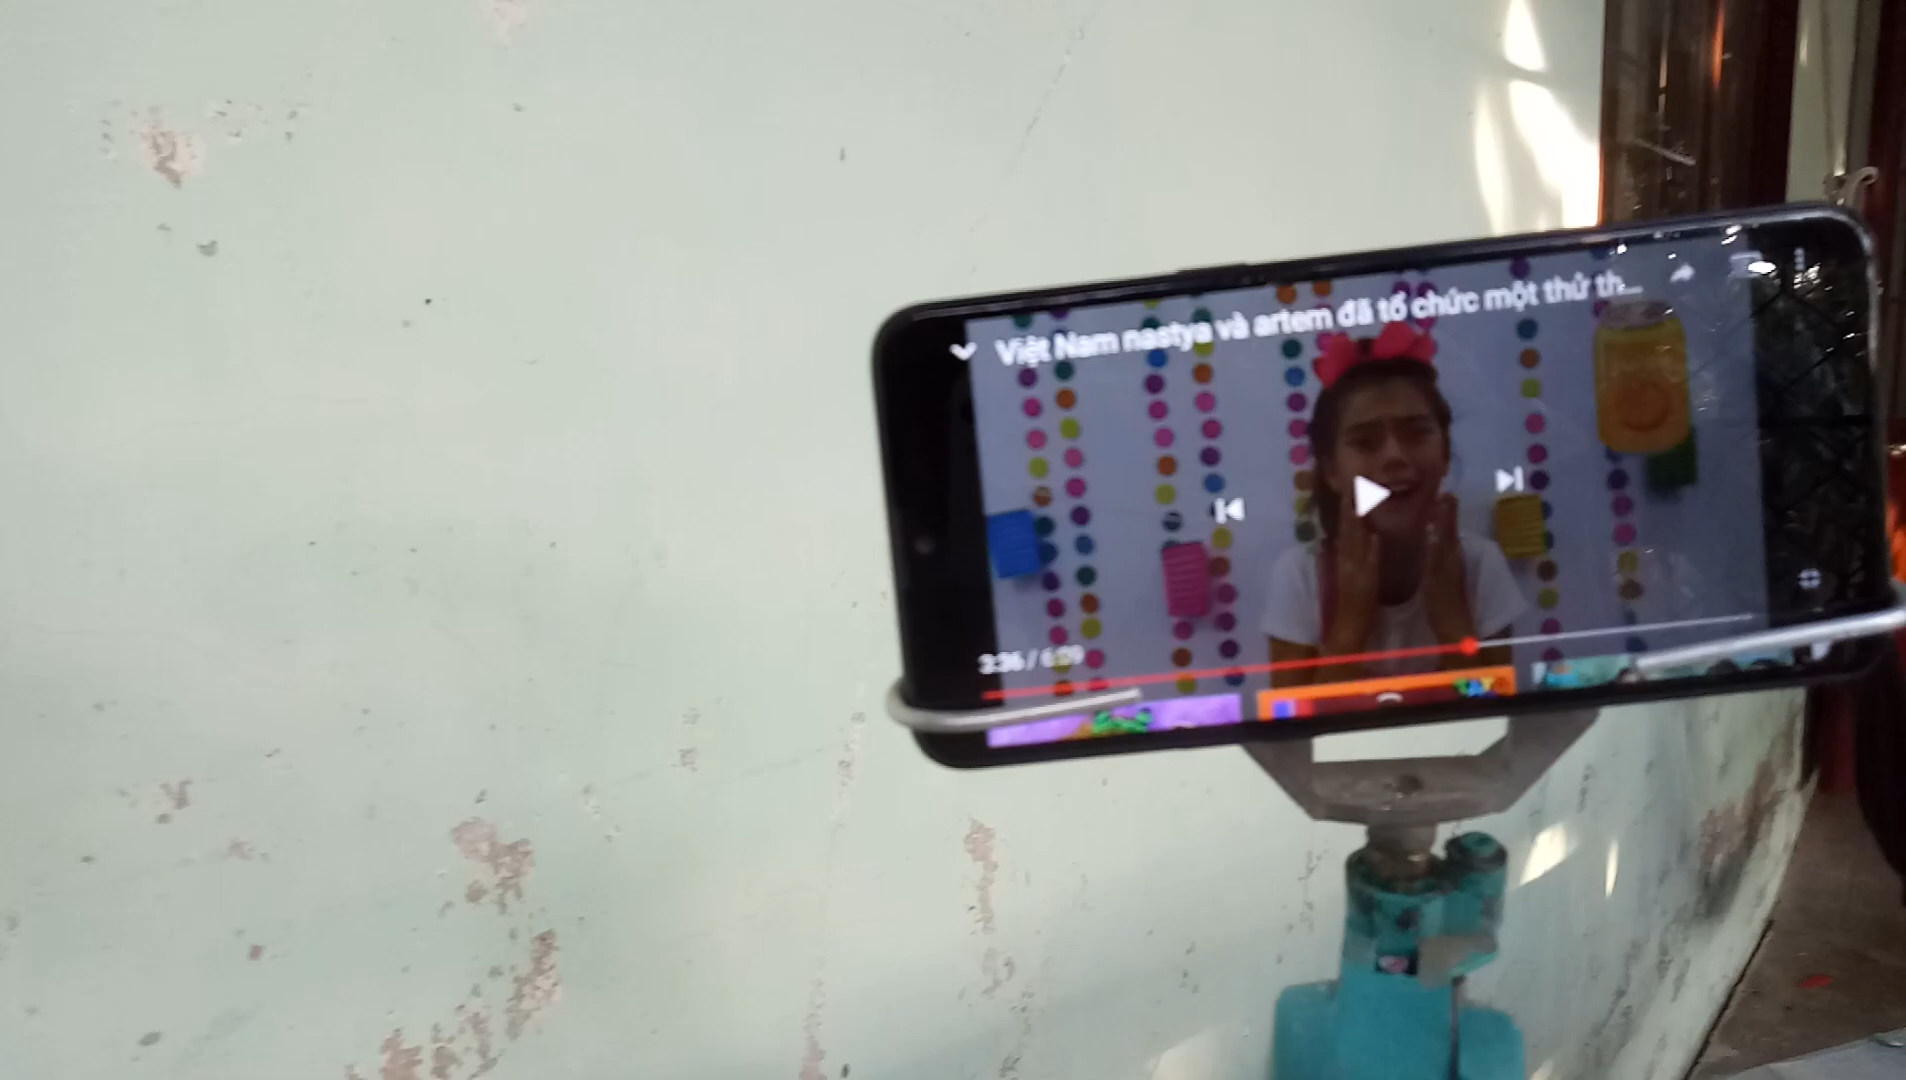 Việt Nam nastya và artem đã tổ chức một thử th...
3:36 / 6:09